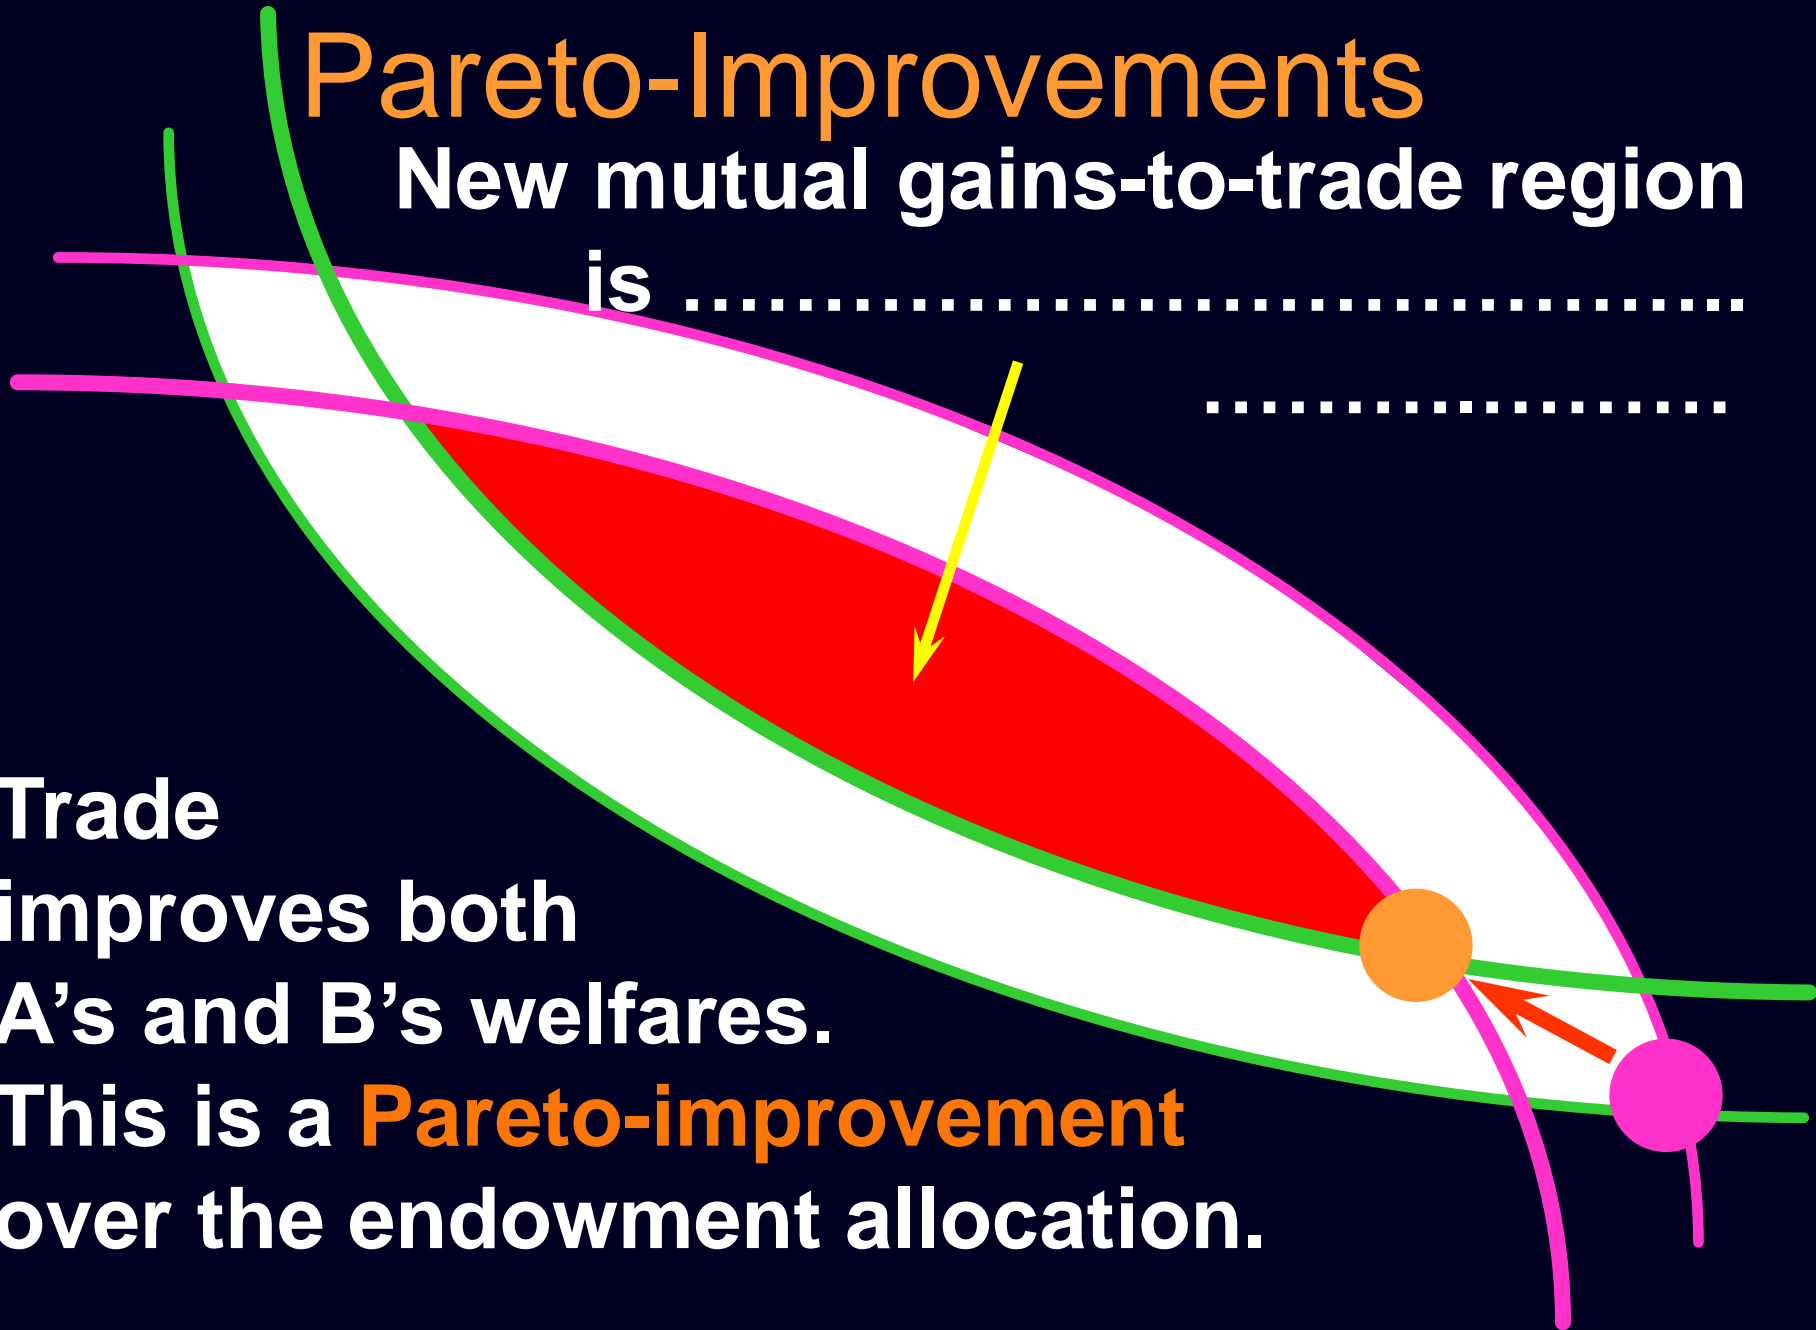 Pareto-Improvements
New mutual gains-to-trade region
is ......................................
...................
Trade
improves both
A’s and B’s welfares.
This is a Pareto-improvement
over the endowment allocation.